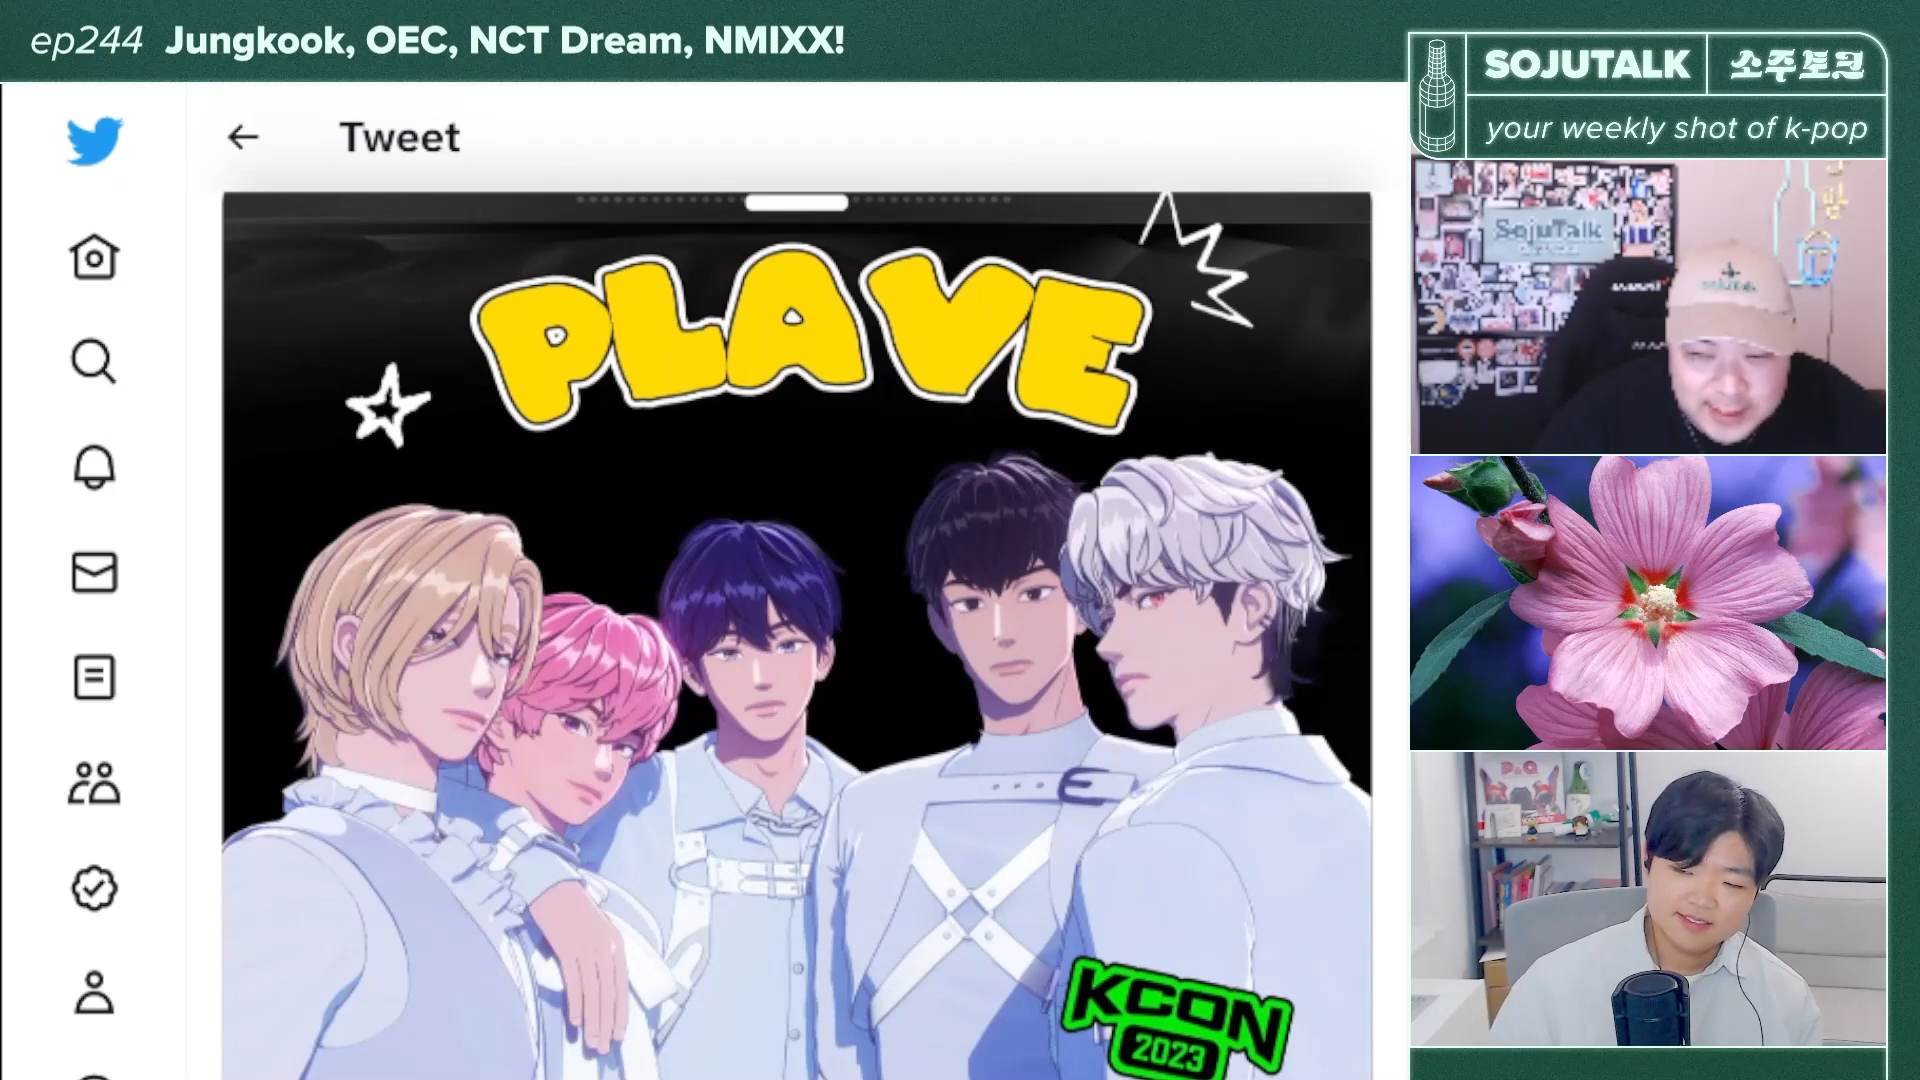 ep244 Jungkook, OEC, NCT Dream, NMIXX!
SOJUTALK 소주토크
your weekly shot of k-pop
Tweet
PLAVE
KCON
2023
SojuTalk
D&Q